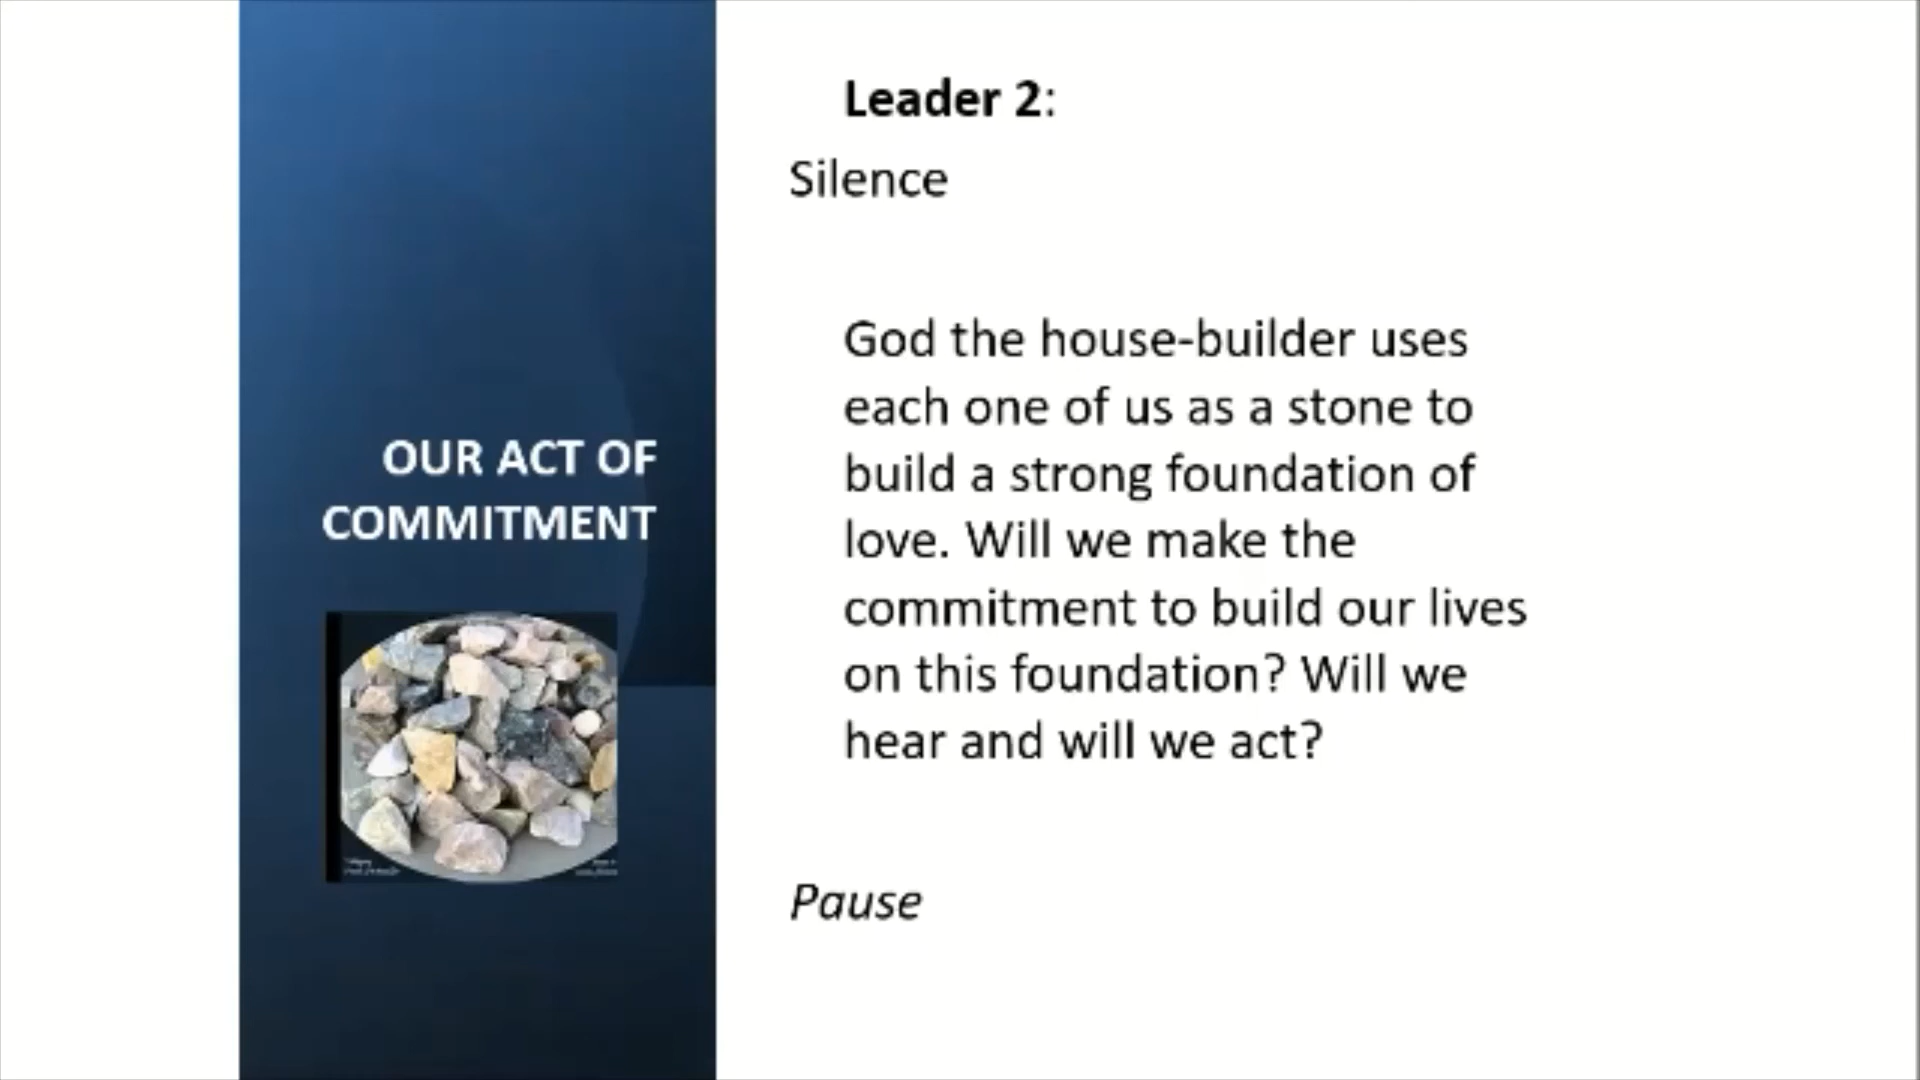 OUR ACT OF
COMMITMENT
Leader 2:
Silence
God the house-builder uses
each one of us as a stone to
build a strong foundation of
love. Will we make the
commitment to build our lives
on this foundation? Will we
hear and will we act?
Pause